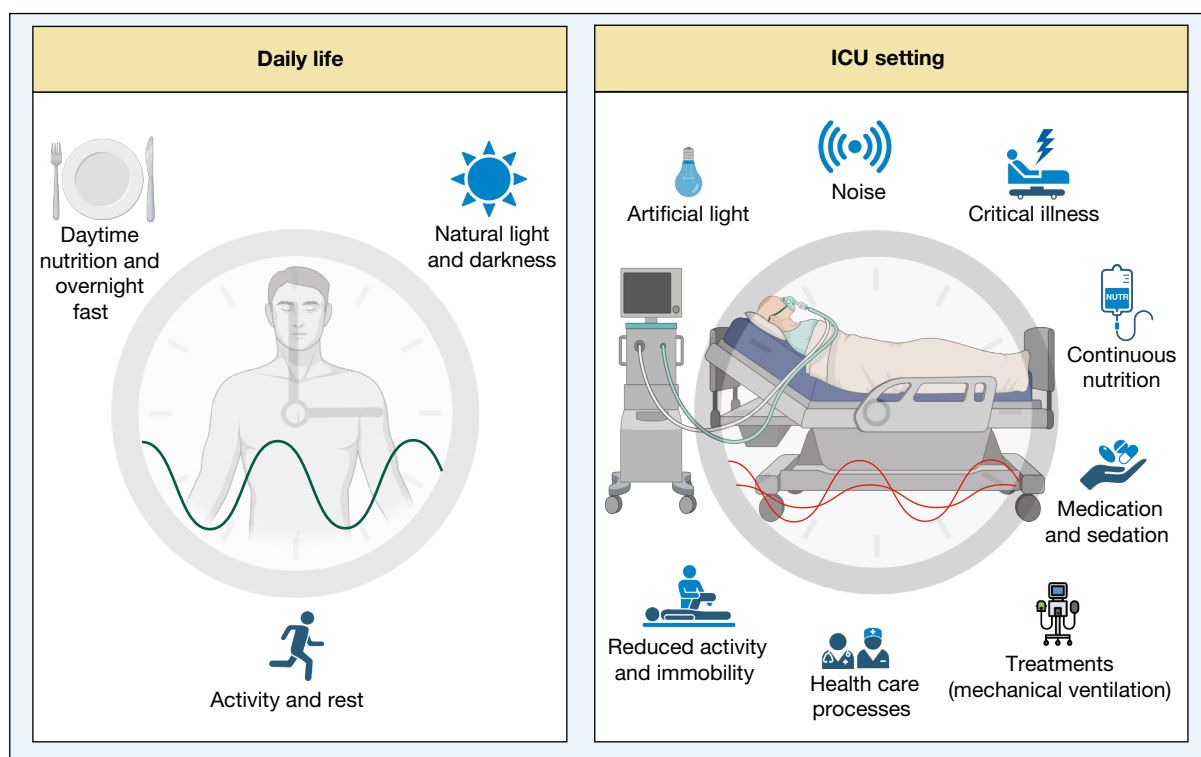 Daily life
Daytime
nutrition and
overnight
fast
Natural light
and darkness
Activity and rest
ICU setting
Artificial light
Noise
Critical illness
NUTR
Continuous
nutrition
Medication
and sedation
Reduced activity
and immobility
Health care
processes
Treatments
(mechanical ventilation)